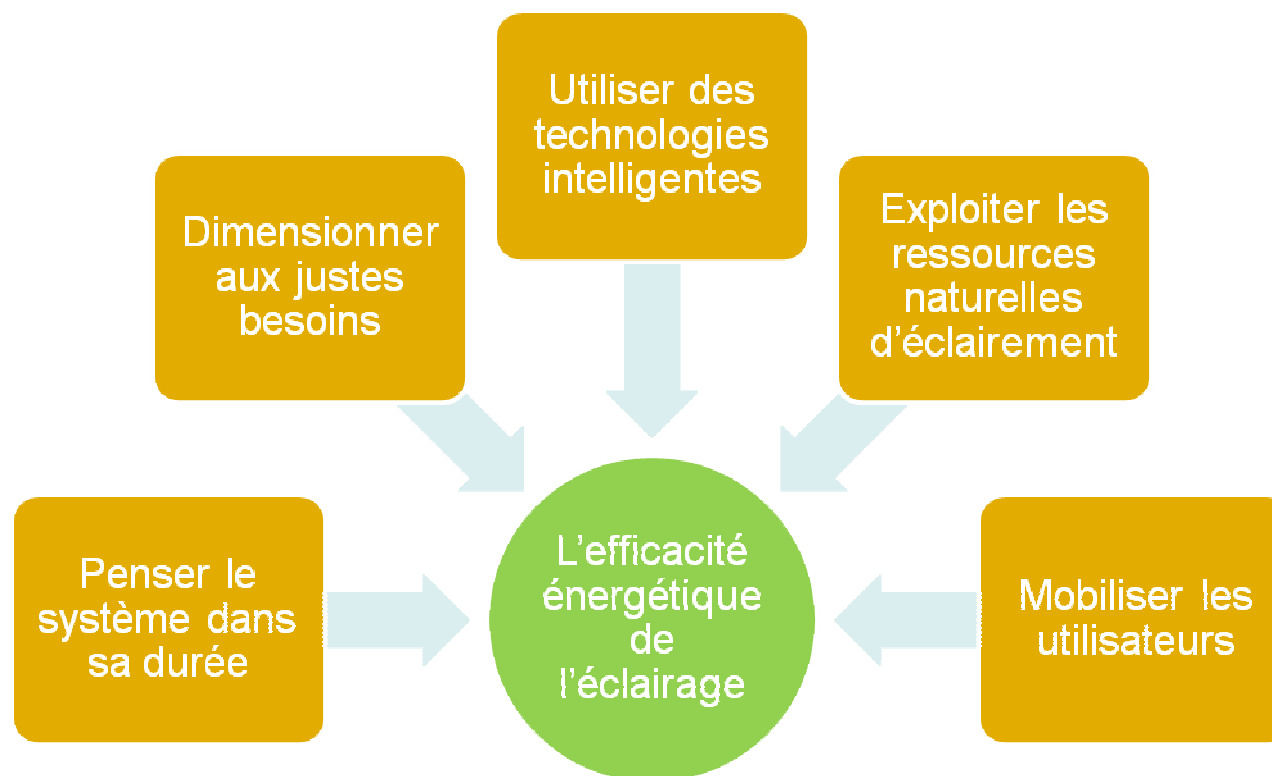 Utiliser des
technologies
intelligentes
Dimensionner
aux justes
besoins
Exploiter les
ressources
naturelles
d’éclairement
Penser le
système dans
sa durée
L’efficacité
énergétique
de
l’éclairage
Mobiliser les
utilisateurs